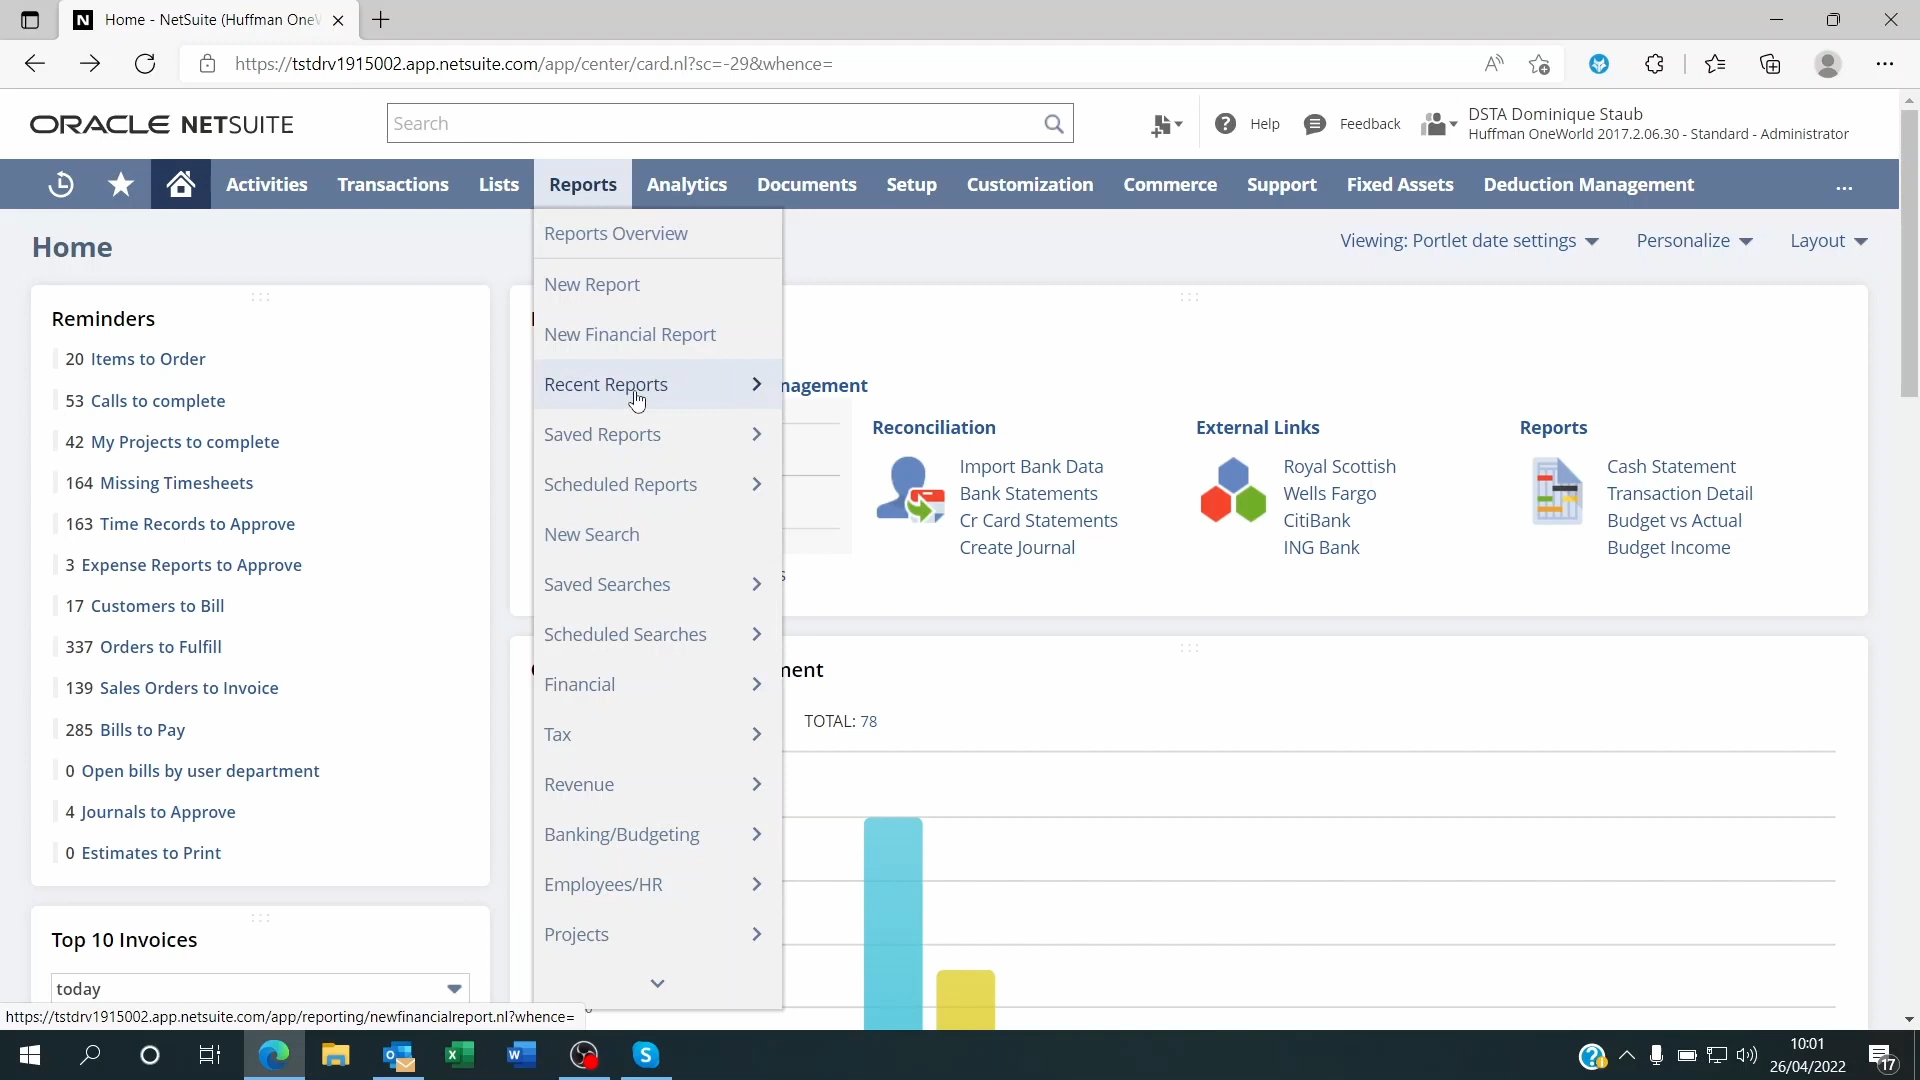 Home - NetSuite (Huffman OneW
https://tstdrv1915002.app.netsuite.com/app/center/card.nl?sc=-29&whence=
ORACLE NETSUITE
Search
Help
Feedback
DSTA Dominique Staub
Huffman OneWorld 2017.2.06.30 - Standard - Administrator
Activities
Transactions
Lists
Reports
Analytics
Documents
Setup
Customization
Commerce
Support
Fixed Assets
Deduction Management
...
Home
Viewing: Portlet date settings
Personalize
Layout
Reminders
20 Items to Order
53 Calls to complete
42 My Projects to complete
164 Missing Timesheets
163 Time Records to Approve
3 Expense Reports to Approve
17 Customers to Bill
337 Orders to Fulfill
139 Sales Orders to Invoice
285 Bills to Pay
0 Open bills by user department
4 Journals to Approve
0 Estimates to Print
Top 10 Invoices
today
Reports Overview
New Report
New Financial Report
Recent Reports
Saved Reports
Scheduled Reports
New Search
Saved Searches
Scheduled Searches
Financial
Tax
Revenue
Banking/Budgeting
Employees/HR
Projects
nagement
Reconciliation
Import Bank Data
Bank Statements
Cr Card Statements
Create Journal
External Links
Royal Scottish
Wells Fargo
CitiBank
ING Bank
Reports
Cash Statement
Transaction Detail
Budget vs Actual
Budget Income
nent
TOTAL: 78
https://tstdrv1915002.app.netsuite.com/app/reporting/newfinancialreport.nl?whence=
10:01
26/04/2022
17